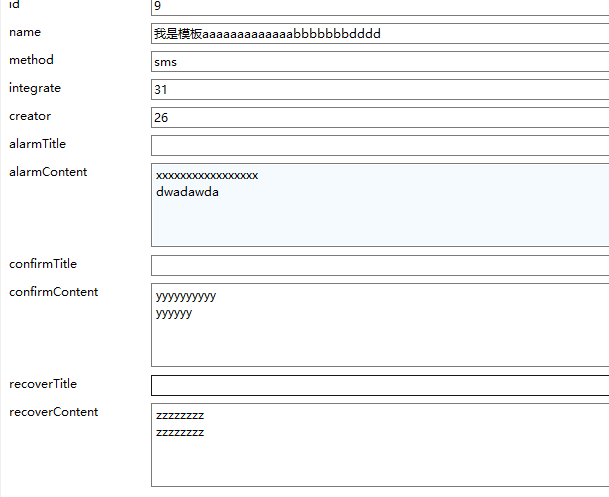 id 9
name 我是模板aaaaaaaaaaaaabbbbbbbdddd
method sms
integrate 31
creator 26
alarmTitle
alarmContent xxxxxxxxxxxxxxxxx
dwadawda
confirmTitle
confirmContent yyyyyyyyyy
yyyyyy
recoverTitle
recoverContent zzzzzzzz
zzzzzzzz